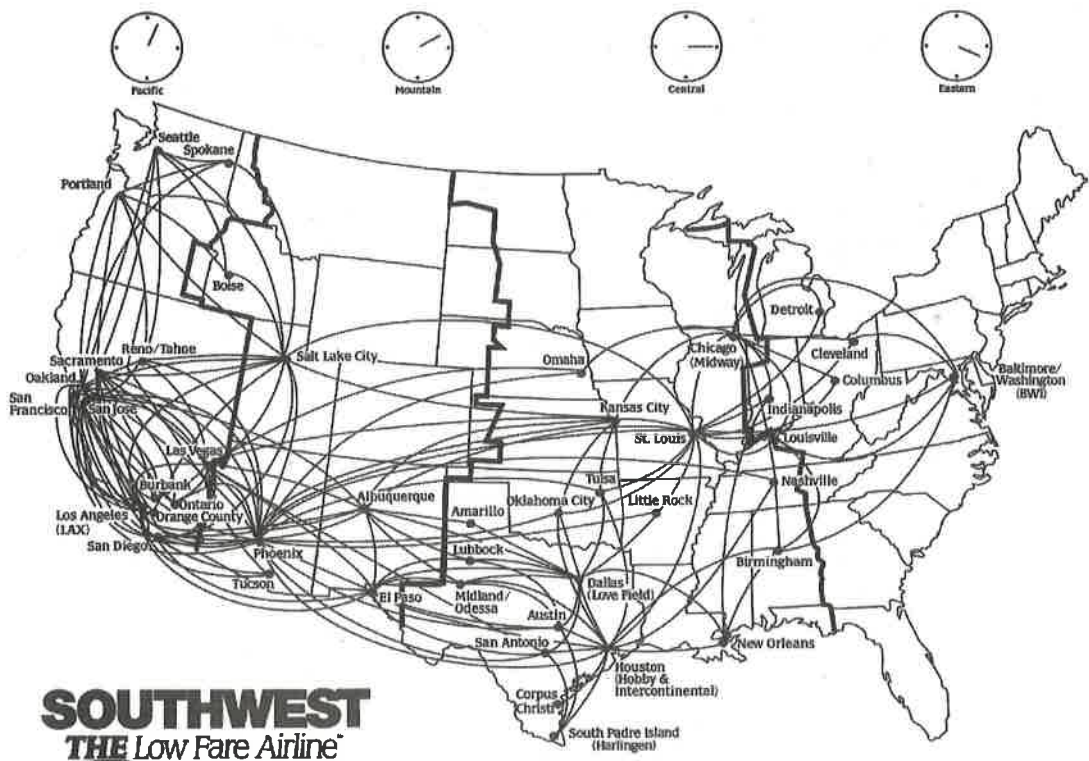 Pacific
Mountain
Central
Eastern
Seattle
Spokane
Portland
Boise
Reno/Tahoe
Sacramento
Oakland
San
Francisco
San Jose
Salt Lake City
Omaha
Chicago
(Midway)
Detroit
Cleveland
Columbus
Baltimore/
Washington
(BWI)
Indianapolis
Kansas City
St. Louis
Louisville
Las Vegas
Burbank
Ontario
Orange County
Los Angeles
(LAX)
San Diego
Phoenix
Tucson
Albuquerque
Amarillo
Lubbock
Oklahoma City
Tulsa
Little Rock
Nashville
Birmingham
El Paso
Midland/
Odessa
Dallas
(Love Field)
Austin
San Antonio
Houston
(Hobby &
Intercontinental)
New Orleans
Corpus
Christi
South Padre Island
(Harlingen)
SOUTHWEST
THE Low Fare Airline™